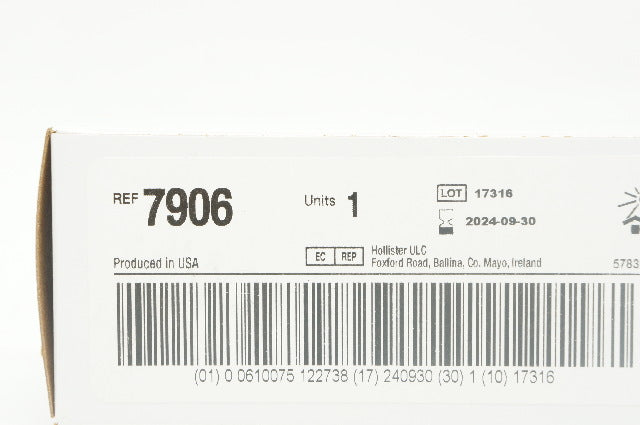 REF 7906 Units 1 LOT 17316
2024-09-30
Produced in USA EC REP Hollister ULC
Foxford Road, Ballina, Co. Mayo, Ireland 5783
(01) 0 0610075 122738 (17) 240930 (30) 1 (10) 17316